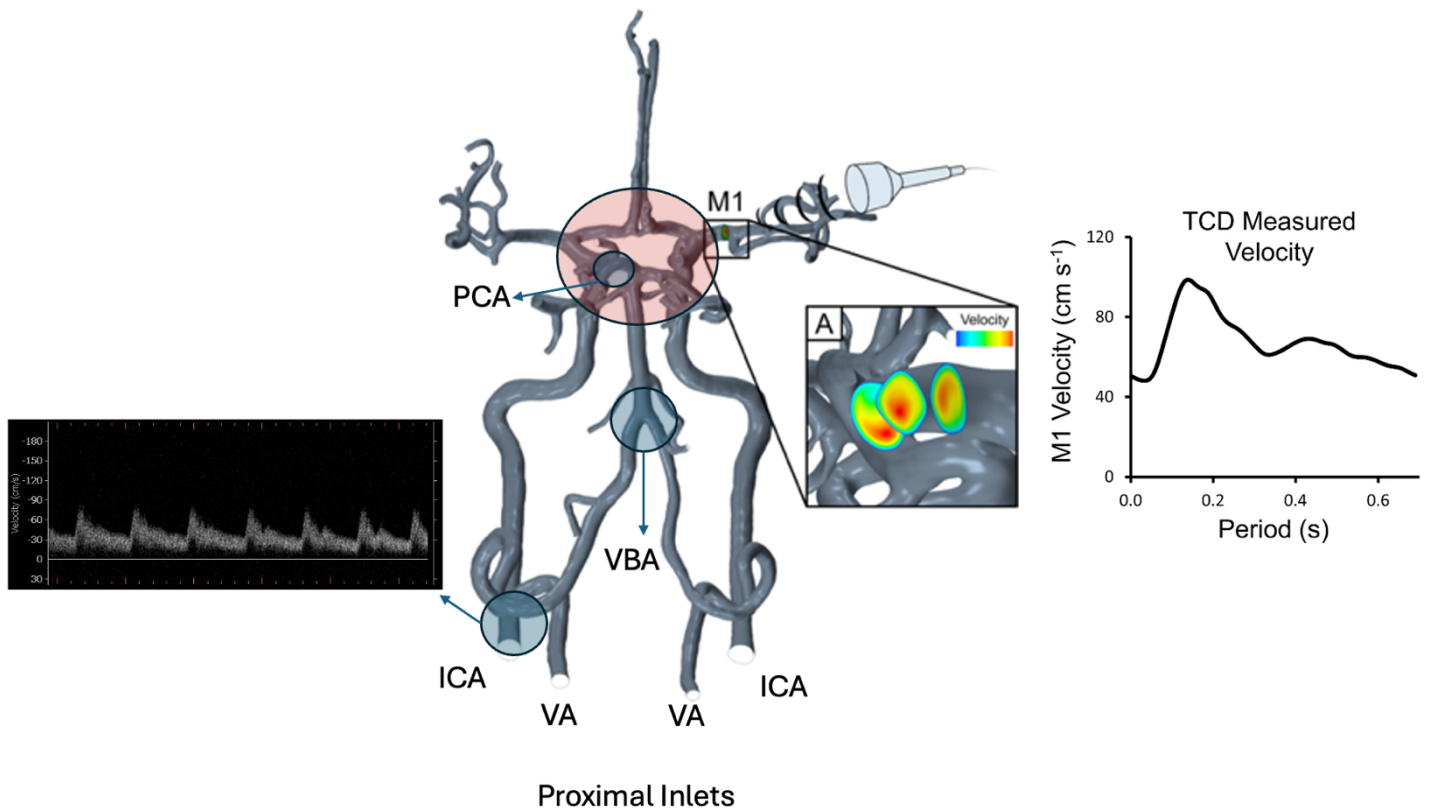 M1
PCA
A
Velocity
TCD Measured
Velocity
M1 Velocity (cm s⁻¹)
120
80
40
0
0.0
0.2
0.4
0.6
Period (s)
Velocity (cm/s)
-180
-150
-120
-90
-60
-30
0
30
VBA
ICA
VA
VA
ICA
Proximal Inlets